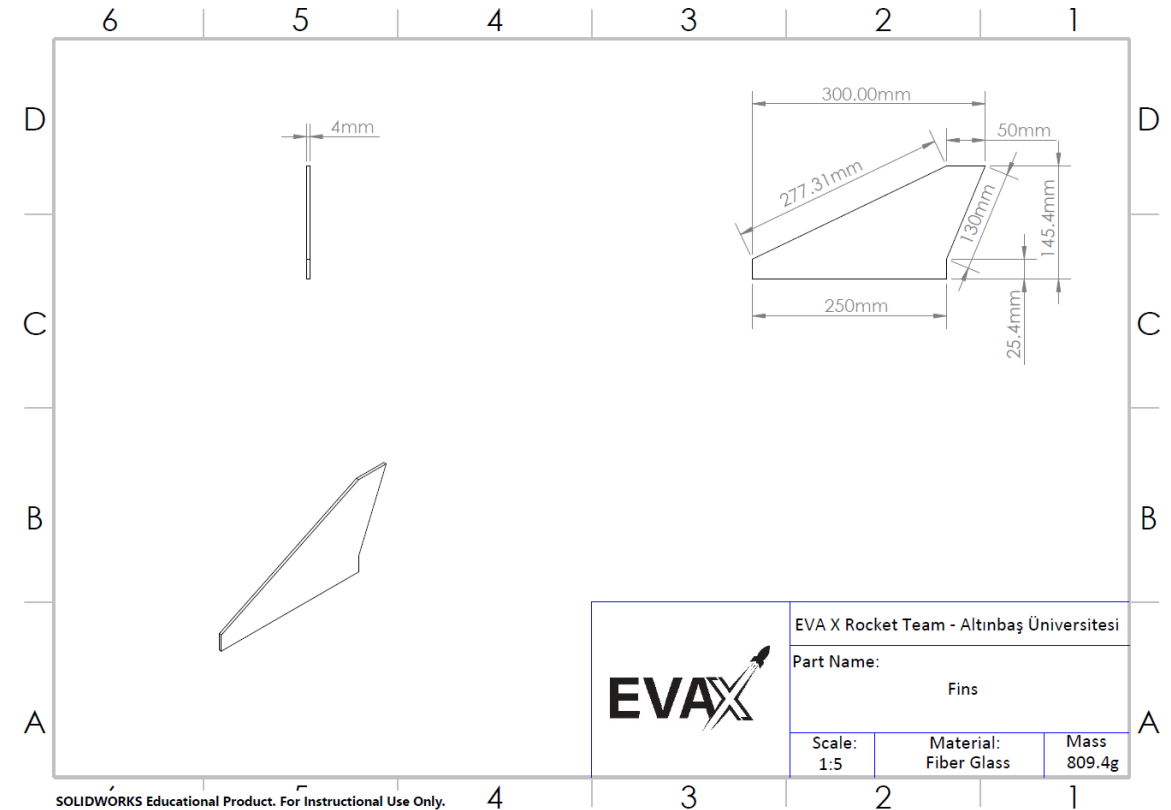 6 5 4 3 2 1
D
4mm
300.00mm
50mm
277.31mm
130mm
145.4mm
D
C
250mm
25.4mm
C
B
B
EVA X Rocket Team - Altınbaş Üniversitesi
Part Name:
Fins
EVAX
A
Scale:
1:5
Material:
Fiber Glass
Mass
809.4g
A
SOLIDWORKS Educational Product. For Instructional Use Only.
4 3 2 1